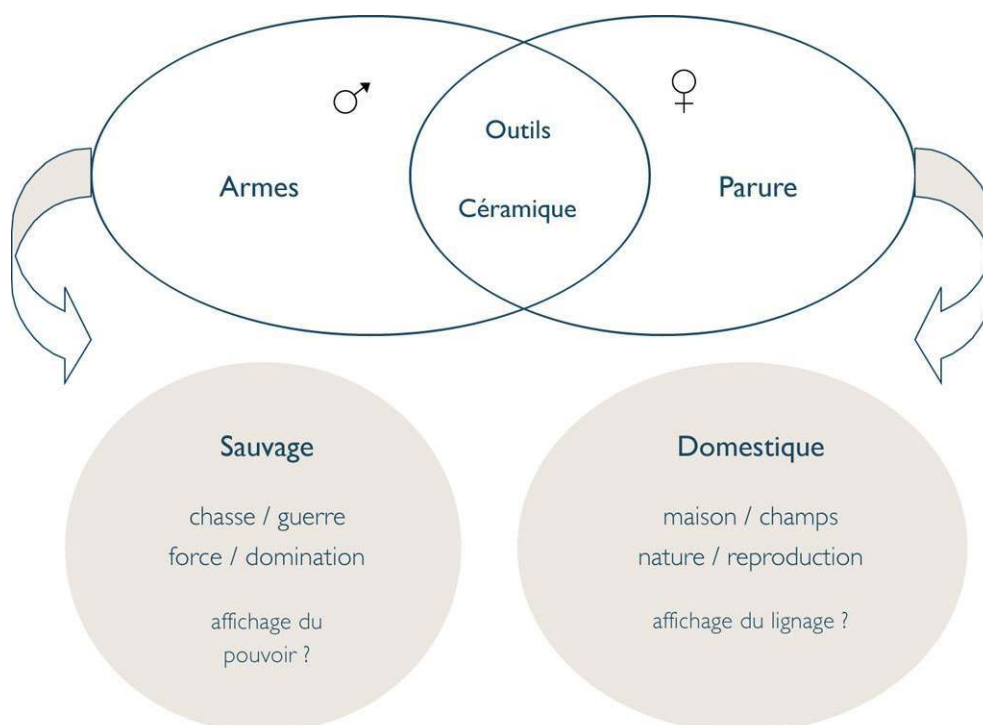 Outils
Armes
Parure
Céramique
Sauvage
chasse / guerre
force / domination
affichage du
pouvoir ?
Domestique
maison / champs
nature / reproduction
affichage du lignage ?